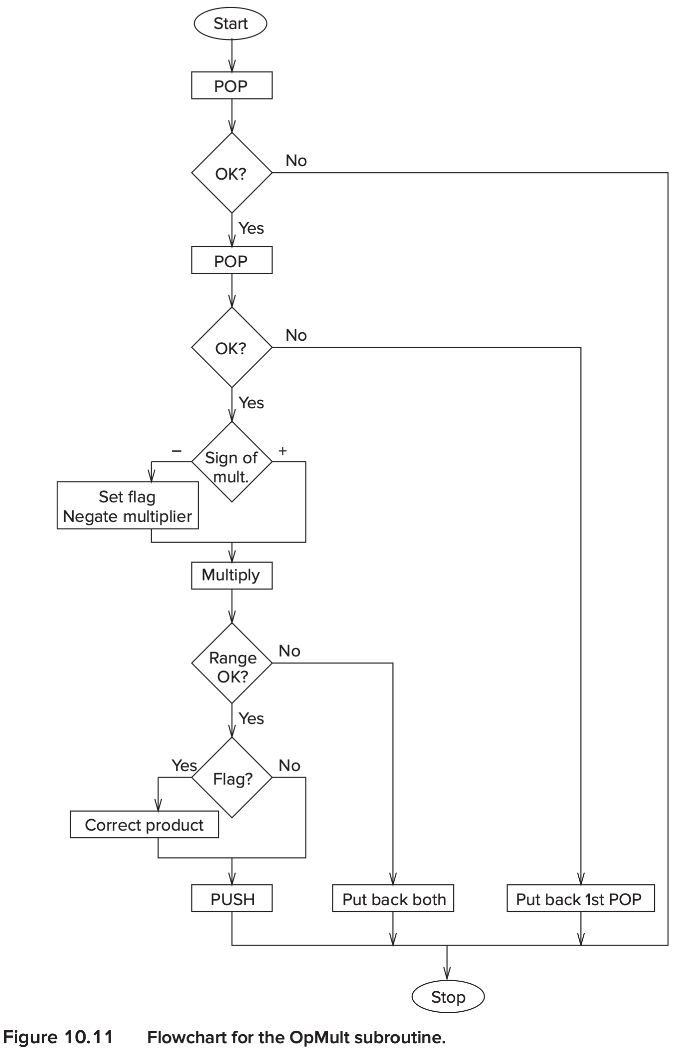 Start
POP
OK?
No
Yes
POP
OK?
No
Yes
–
Sign of
mult.
+
Set flag
Negate multiplier
Multiply
Range
OK?
No
Yes
Yes
Flag?
No
Correct product
PUSH
Put back both
Put back 1st POP
Stop
Figure 10.11 Flowchart for the OpMult subroutine.